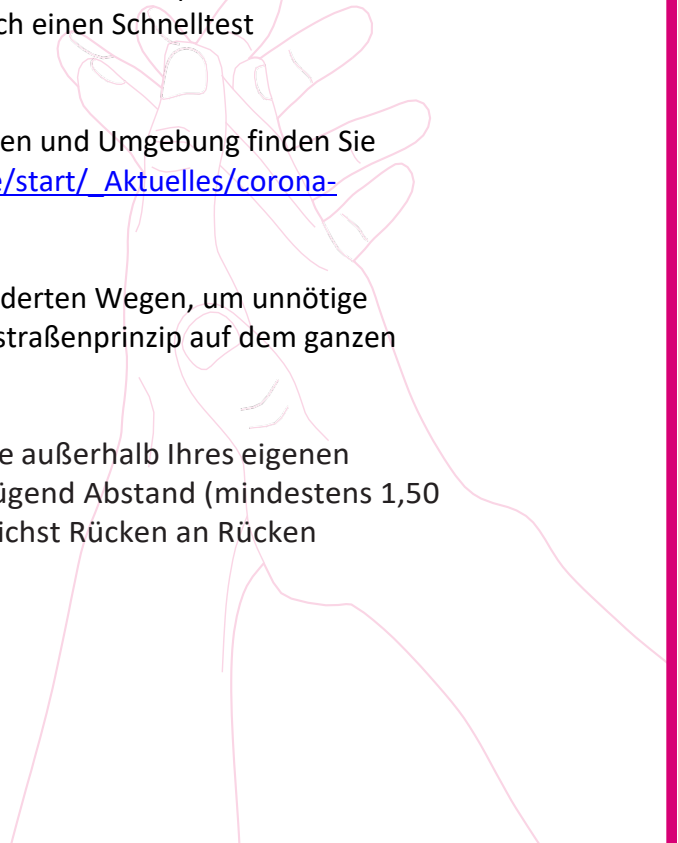 ch einen Schnelltest
en und Umgebung finden Sie
e/start/_Aktuelles/corona-
derten Wegen, um unnötige
straßenprinzip auf dem ganzen
e außerhalb Ihres eigenen
ügend Abstand (mindestens 1,50
ichst Rücken an Rücken